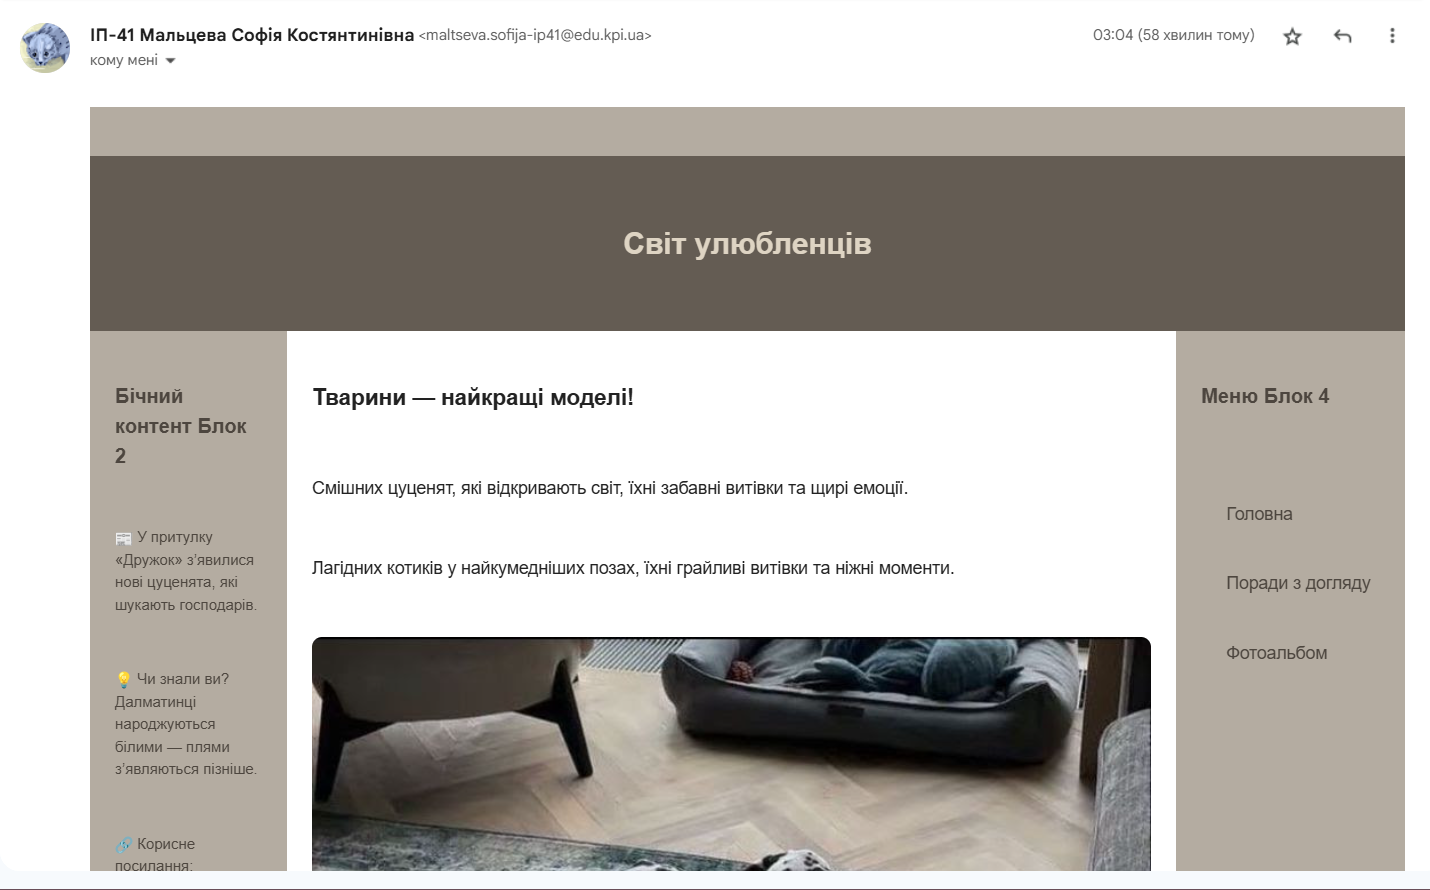 ІП-41 Мальцева Софія Костянтинівна <maltseva.sofija-ip41@edu.kpi.ua>
03:04 (58 хвилин тому)
кому мені
Світ улюбленців
Бічний
контент Блок
2
📰 У притулку
«Дружок» з’явилися
нові цуценята, які
шукають господарів.
💡 Чи знали ви?
Далматинці
народжуються
білими — плями
з’являються пізніше.
🔗 Корисне
посилання:
Тварини — найкращі моделі!
Смішних цуценят, які відкривають світ, їхні забавні витівки та щирі емоції.
Лагідних котиків у найкумедніших позах, їхні грайливі витівки та ніжні моменти.
Меню Блок 4
Головна
Поради з догляду
Фотоальбом